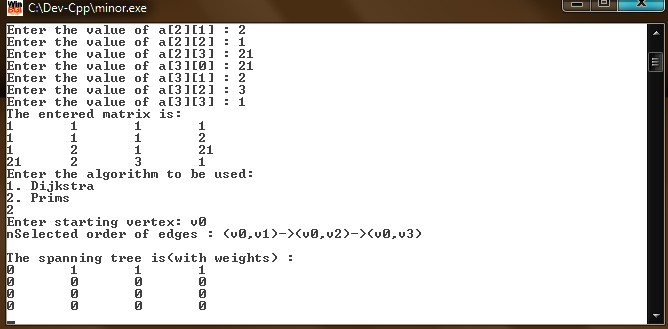 Win
BGI
C:\Dev-Cpp\minor.exe
Enter the value of a[2][1] : 2
Enter the value of a[2][2] : 1
Enter the value of a[2][3] : 21
Enter the value of a[3][0] : 21
Enter the value of a[3][1] : 2
Enter the value of a[3][2] : 3
Enter the value of a[3][3] : 1
The entered matrix is:
1 1 1 1
1 1 1 2
1 2 1 21
21 2 3 1
Enter the algorithm to be used:
1. Dijkstra
2. Prims
2
Enter starting vertex: v0
nSelected order of edges : (v0,v1)->(v0,v2)->(v0,v3)
The spanning tree is(with weights) :
0 1 1 1
0 0 0 0
0 0 0 0
0 0 0 0